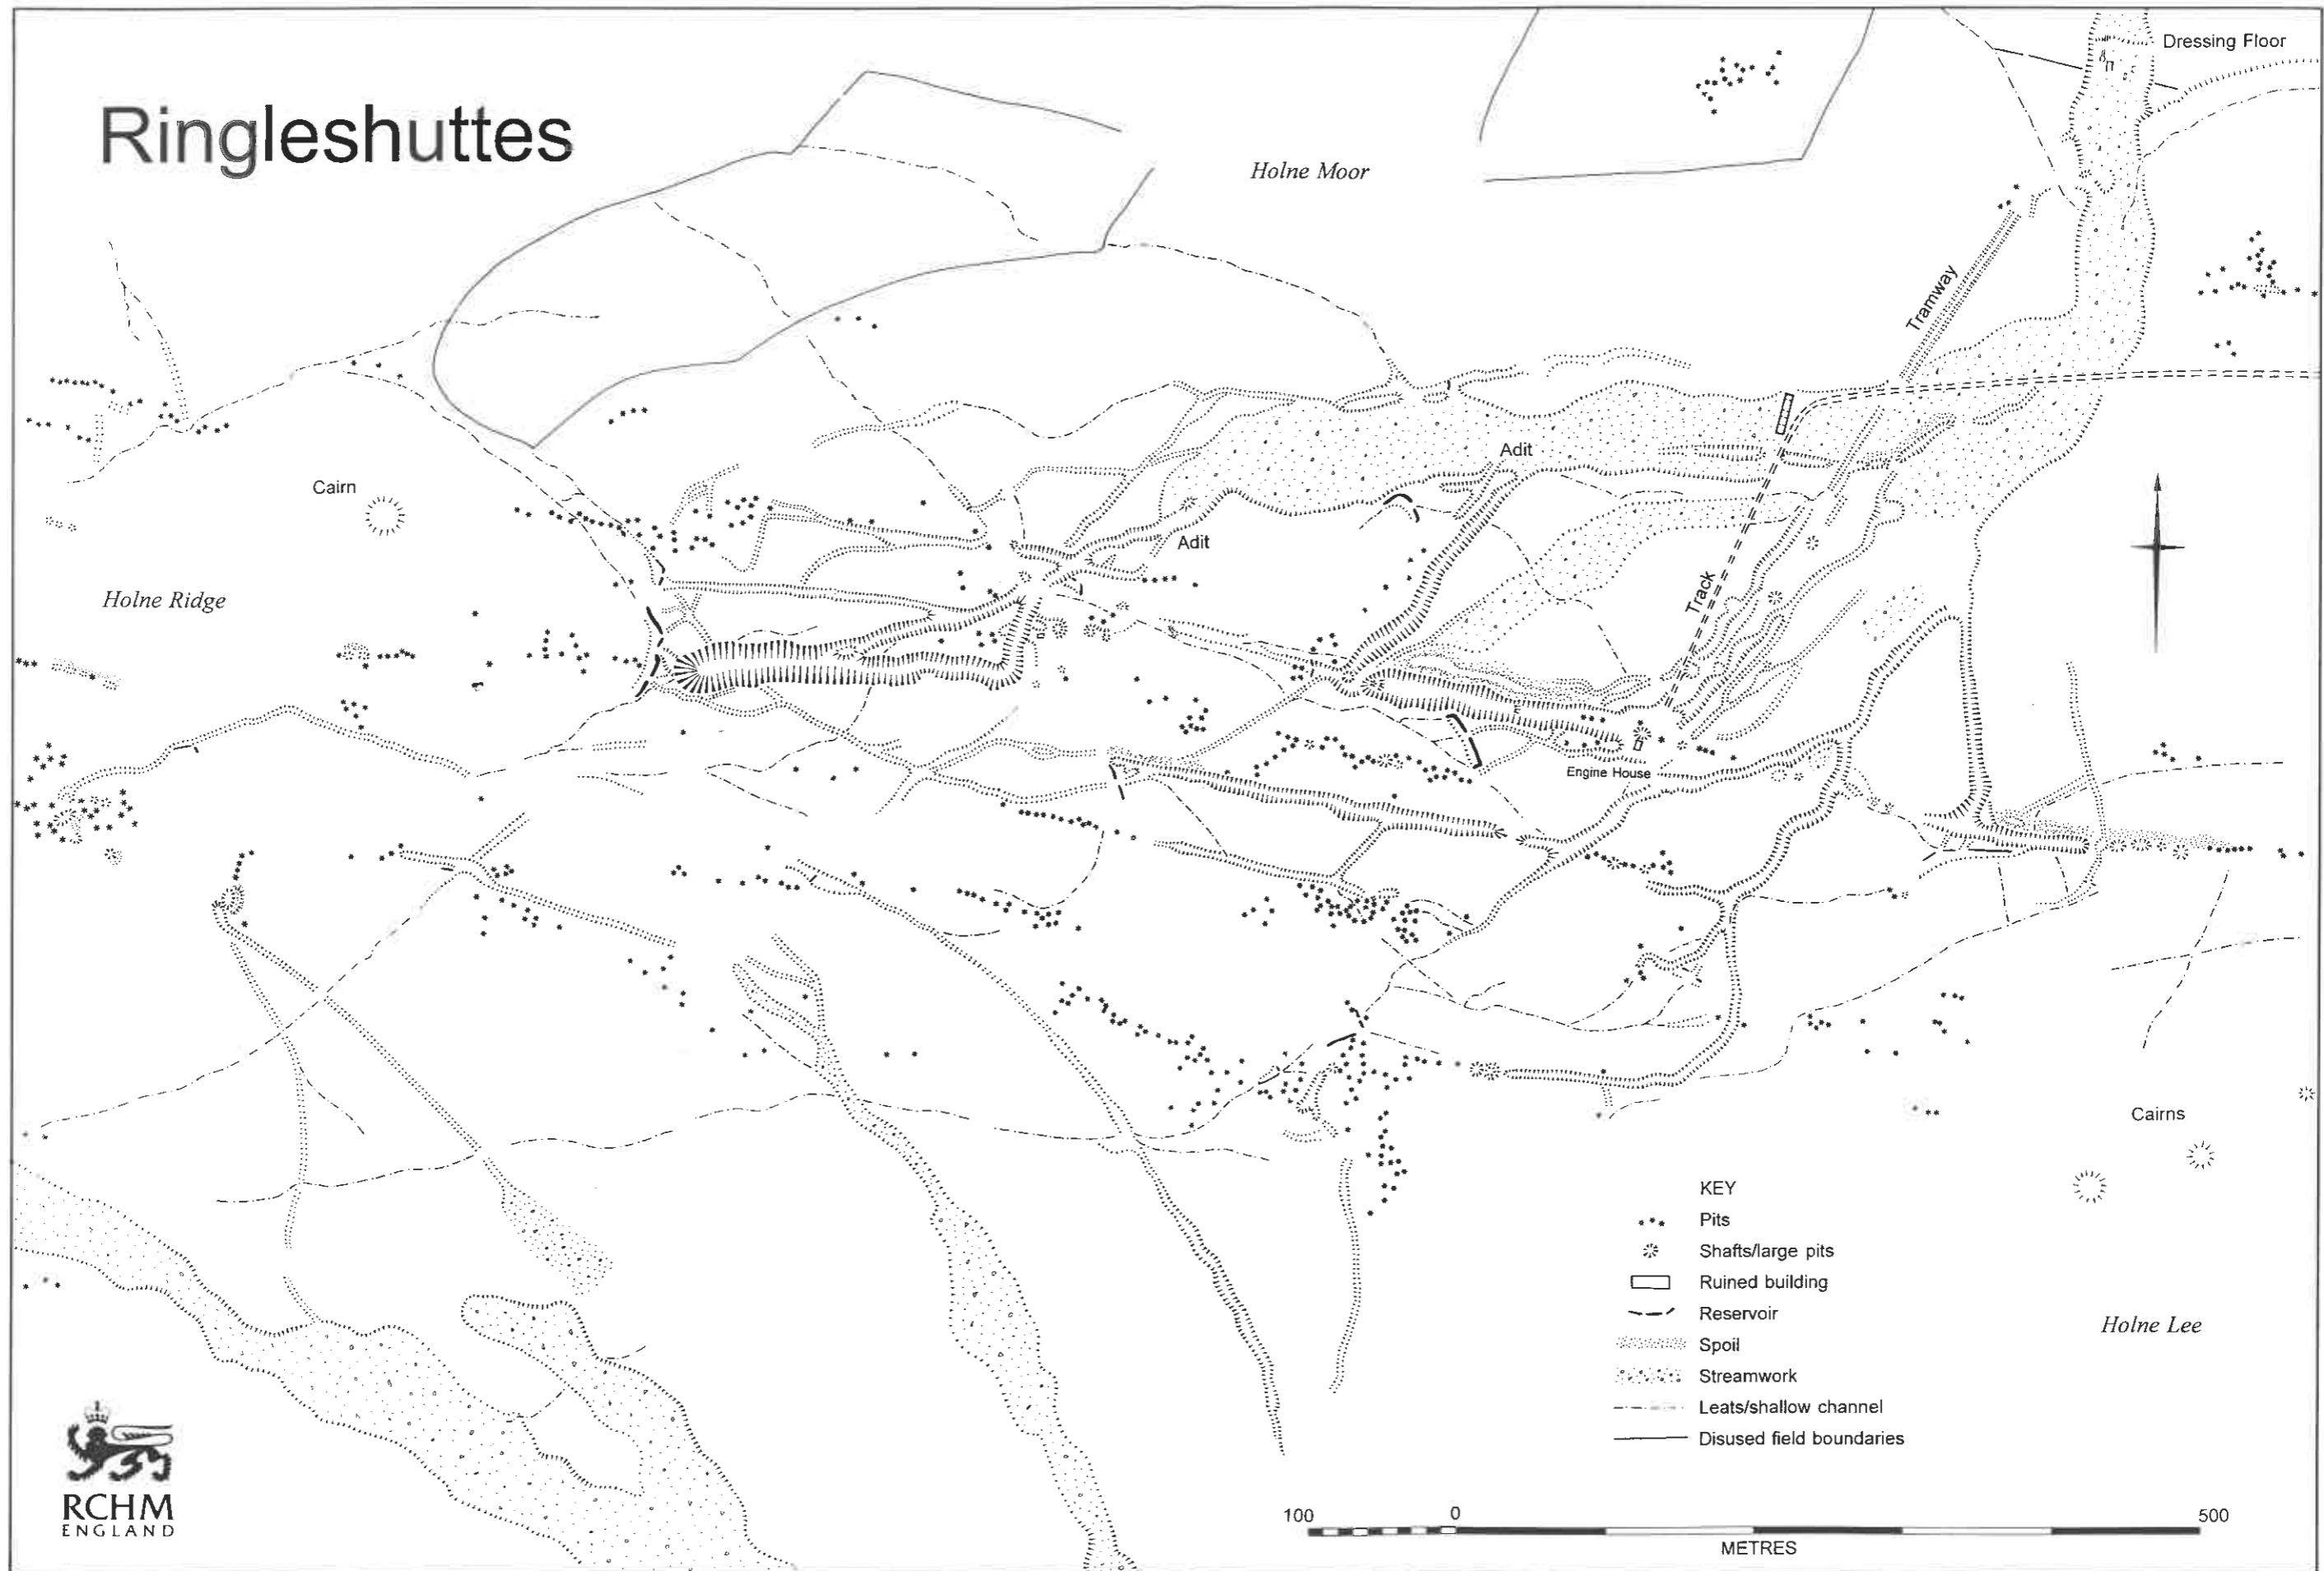 Dressing Floor
Ringleshuttes
Holne Moor
Tramway
Adit
Cairn
Adit
Holne Ridge
Track
Engine House
Cairns
KEY
Pits
Shafts/large pits
Ruined building
Reservoir
Holne Lee
Spoil
Streamwork
Leats/shallow channel
Disused field boundaries
RCHM
ENGLAND
100 0 500
METRES